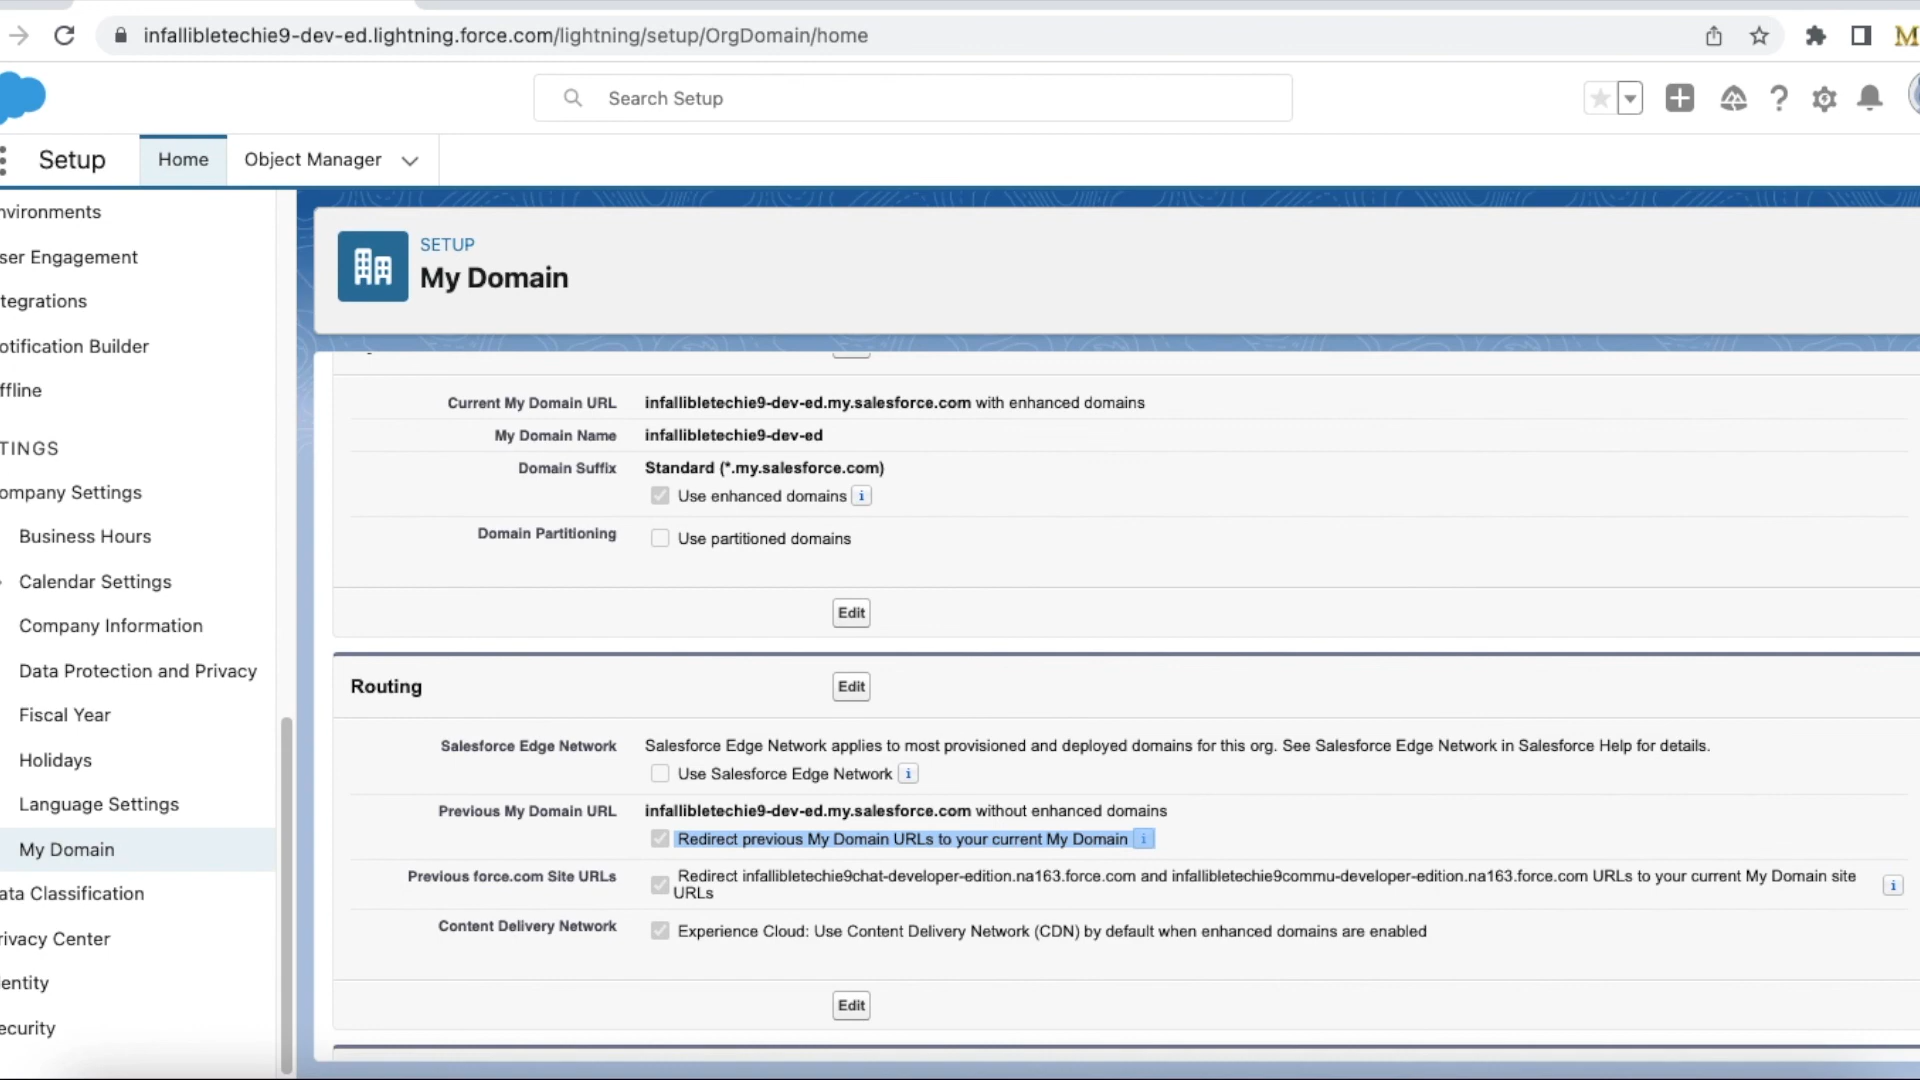 infallibletechie9-dev-ed.lightning.force.com/lightning/setup/OrgDomain/home
M
Search Setup
Setup
Home
Object Manager
nvironments
ser Engagement
tegrations
otification Builder
ffline
TINGS
ompany Settings
Business Hours
Calendar Settings
Company Information
Data Protection and Privacy
Fiscal Year
Holidays
Language Settings
My Domain
ata Classification
rivacy Center
entity
ecurity
SETUP
My Domain
Current My Domain URL infallibletechie9-dev-ed.my.salesforce.com with enhanced domains
My Domain Name infallibletechie9-dev-ed
Domain Suffix Standard (*.my.salesforce.com)
Use enhanced domains i
Domain Partitioning Use partitioned domains
Edit
Routing Edit
Salesforce Edge Network Salesforce Edge Network applies to most provisioned and deployed domains for this org. See Salesforce Edge Network in Salesforce Help for details.
Use Salesforce Edge Network i
Previous My Domain URL infallibletechie9-dev-ed.my.salesforce.com without enhanced domains
Redirect previous My Domain URLs to your current My Domain i
Previous force.com Site URLs Redirect infallibletechie9chat-developer-edition.na163.force.com and infallibletechie9commu-developer-edition.na163.force.com URLs to your current My Domain site i
URLs
Content Delivery Network Experience Cloud: Use Content Delivery Network (CDN) by default when enhanced domains are enabled
Edit